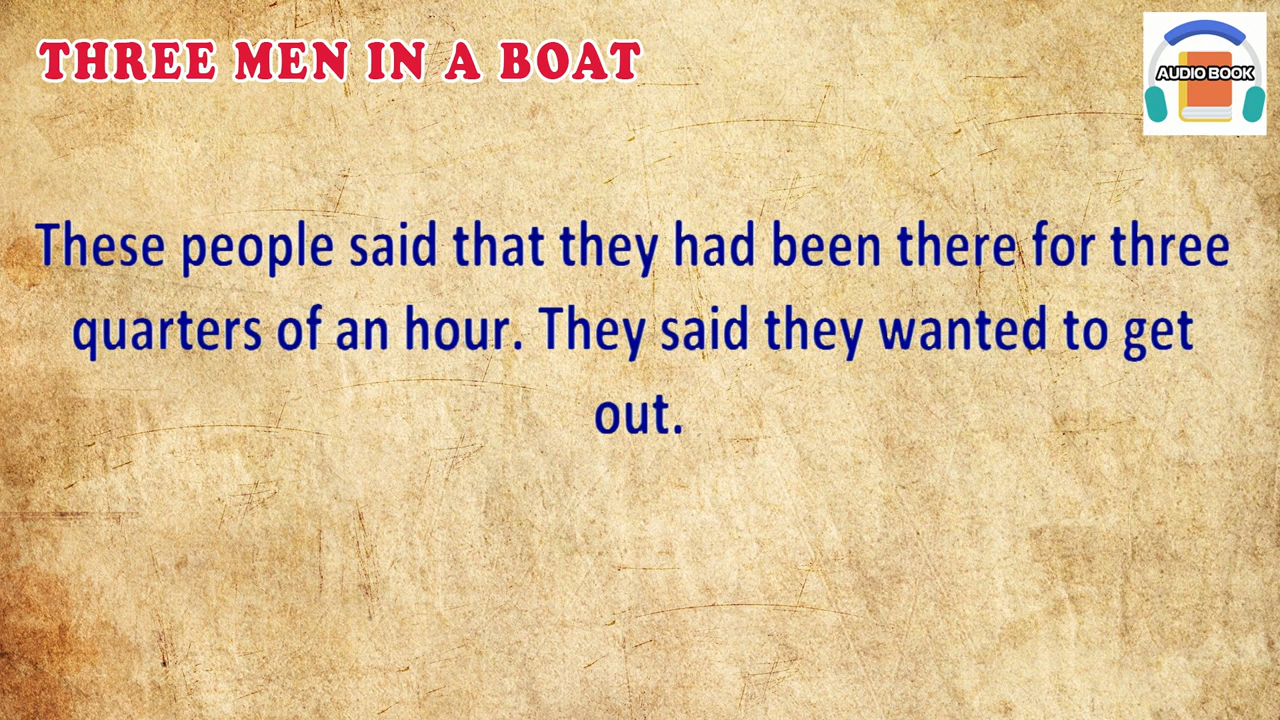 THREE MEN IN A BOAT
AUDIO BOOK
These people said that they had been there for three
quarters of an hour. They said they wanted to get
out.